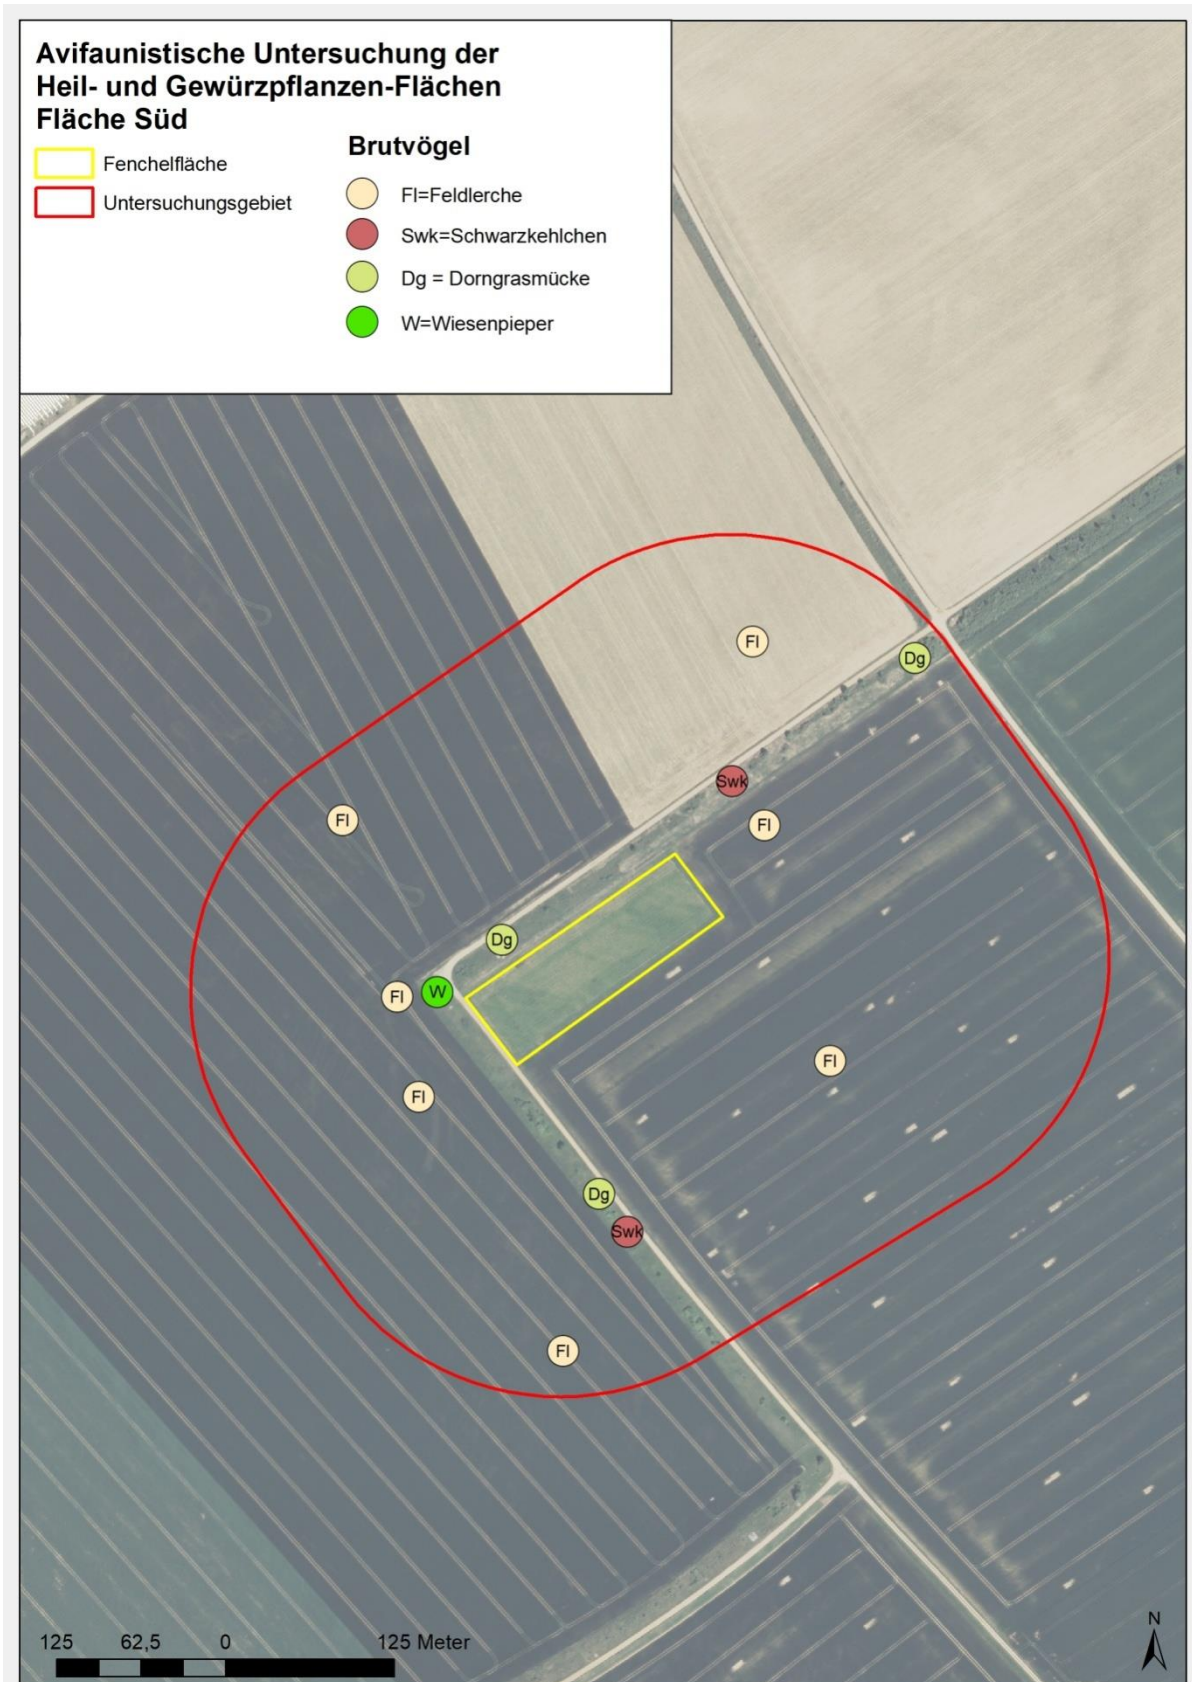 Avifaunistische Untersuchung der
Heil- und Gewürzpflanzen-Flächen
Fläche Süd
Fenchelfläche
Untersuchungsgebiet
Brutvögel
Fl=Feldlerche
Swk=Schwarzkehlchen
Dg = Dorngrasmücke
W=Wiesenpieper
Fl
Dg
Swk
Fl
Fl
Dg
W
Fl
Fl
Fl
Dg
Swk
Fl
125 62,5 0 125 Meter
N